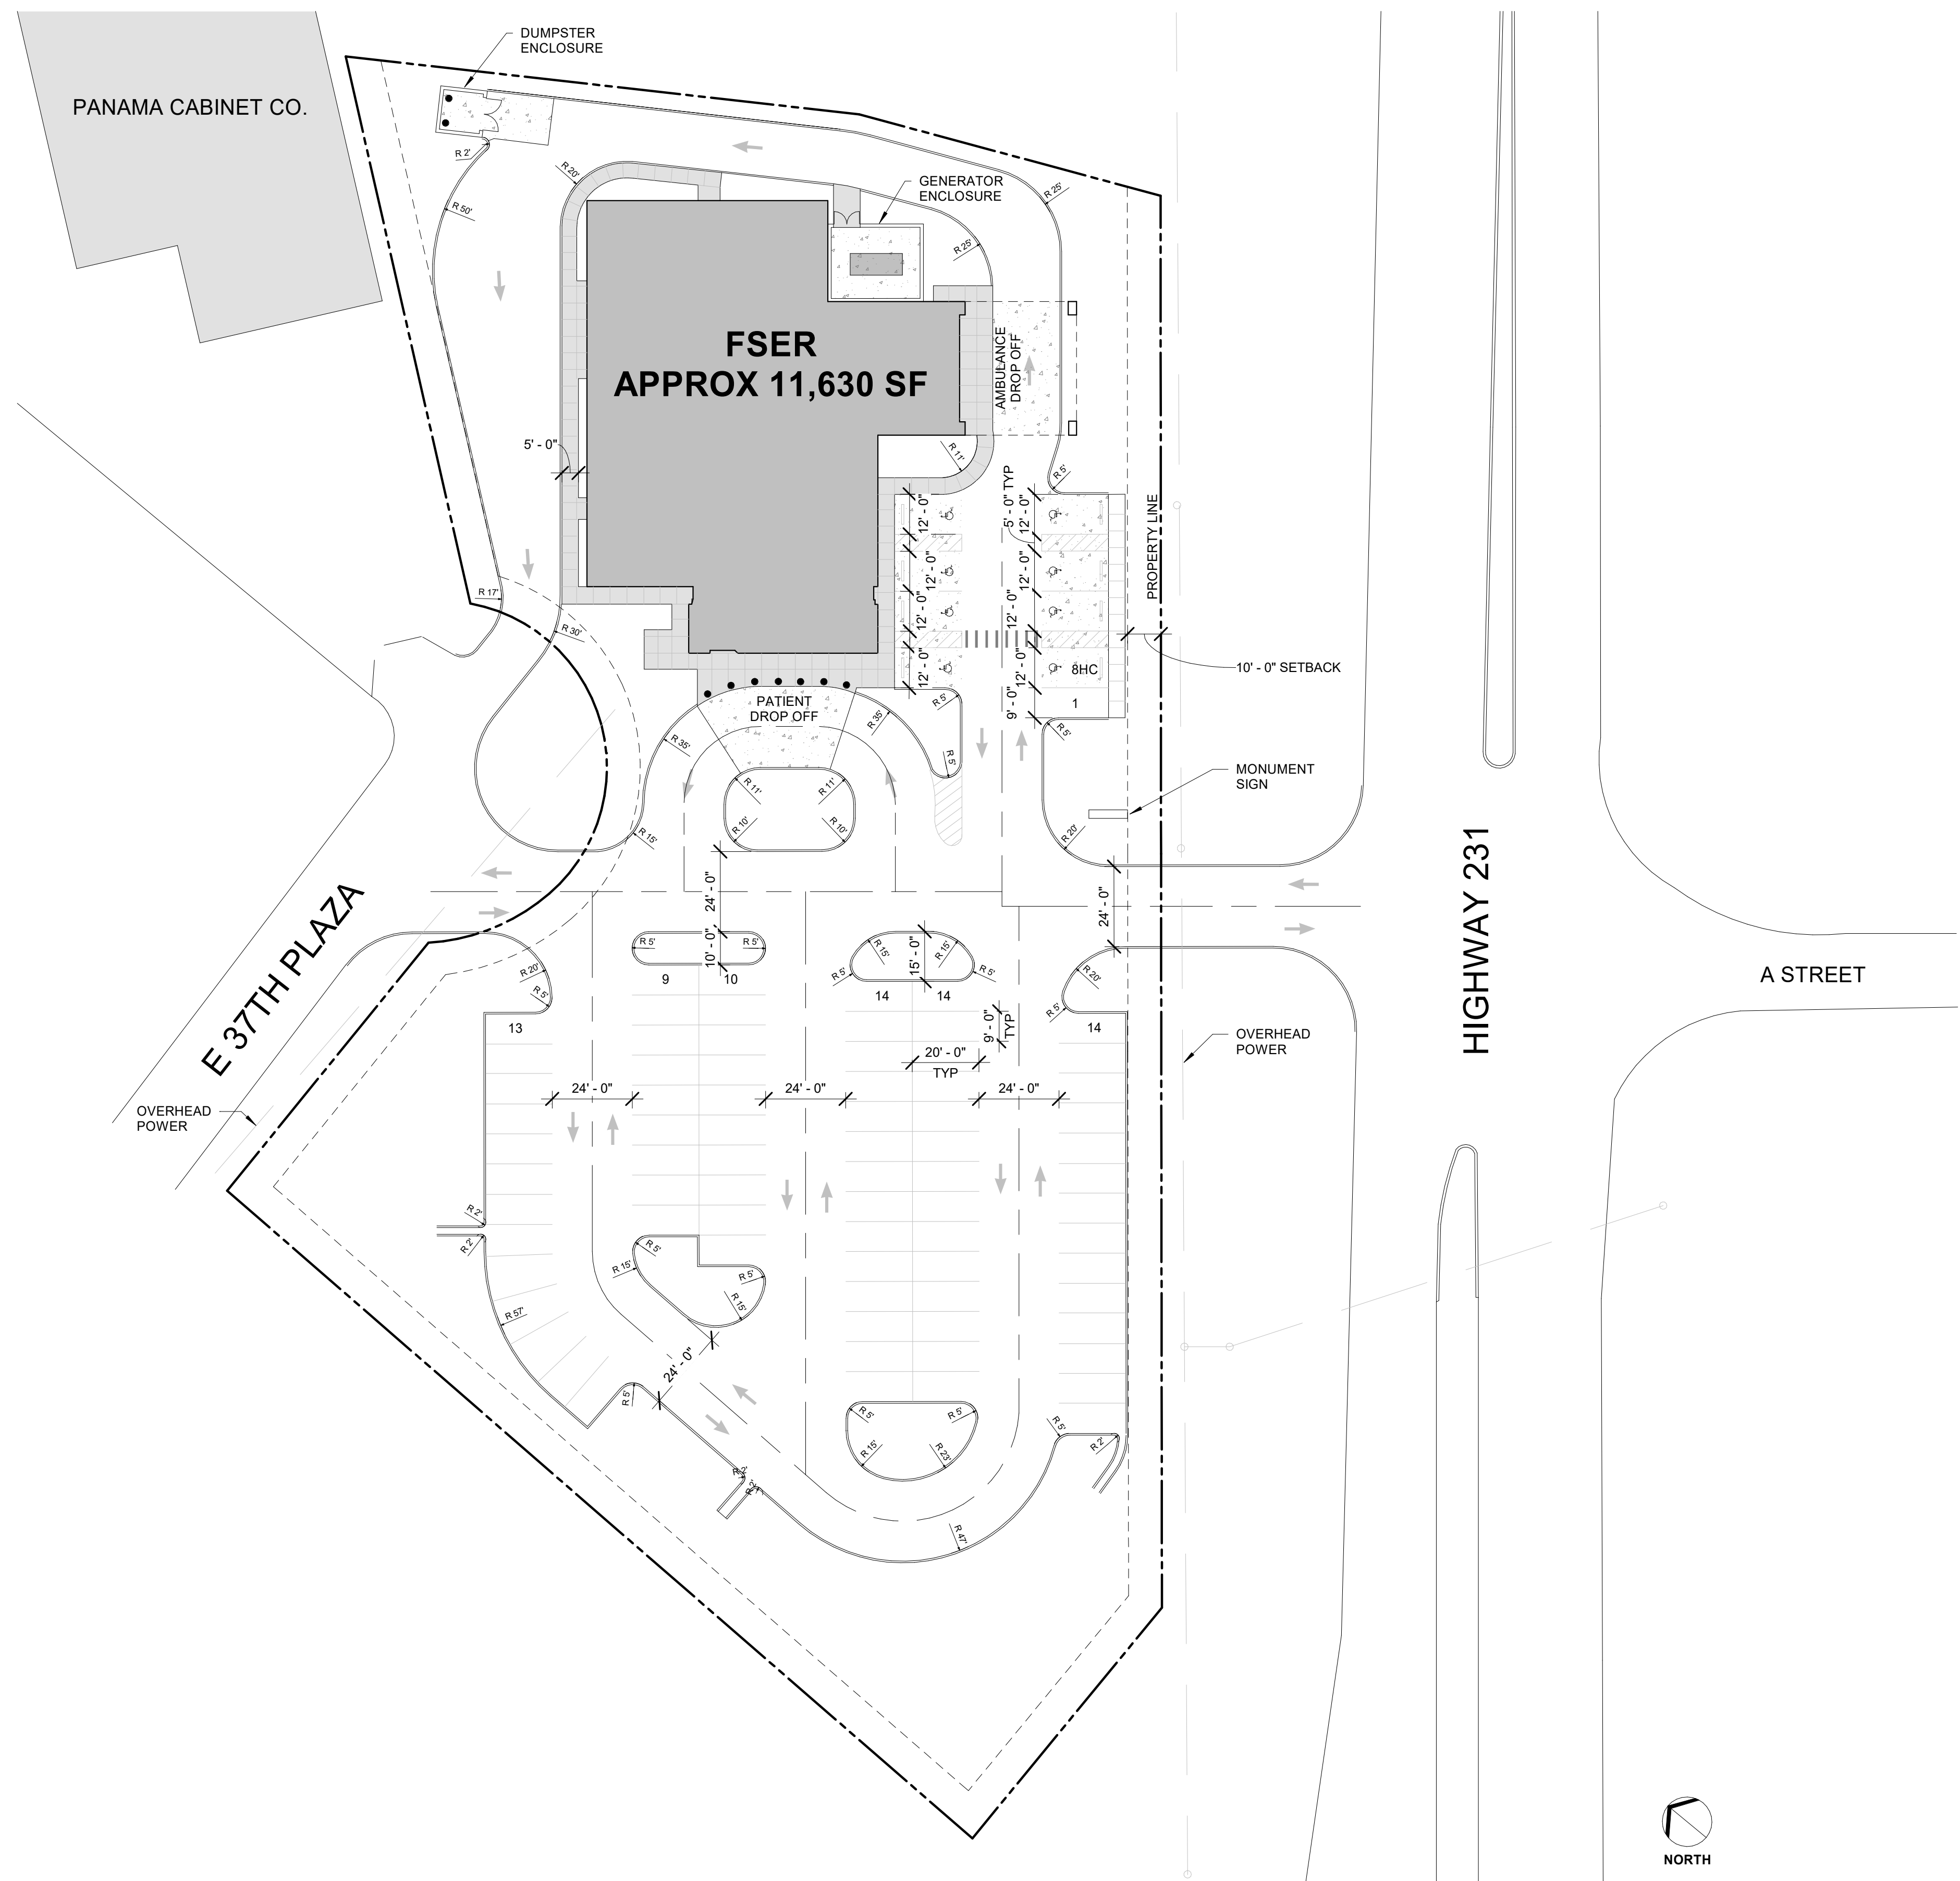 DUMPSTER
ENCLOSURE
PANAMA CABINET CO.
R 2'
R 20'
R 50'
GENERATOR
ENCLOSURE
R 25'
R 25'
FSER
APPROX 11,630 SF
AMBULANCE
DROP OFF
5' - 0"
R 11'
R 5'
5' - 0" TYP
12' - 0"
12' - 0"
12' - 0"
12' - 0"
12' - 0"
12' - 0"
12' - 0"
12' - 0"
9' - 0"
PROPERTY LINE
R 17'
R 30'
8HC
1
10' - 0" SETBACK
PATIENT
DROP OFF
R 35'
R 35'
R 5'
R 5'
R 5'
MONUMENT
SIGN
R 11'
R 11'
R 10'
R 10'
R 15'
R 20'
24' - 0"
24' - 0"
HIGHWAY 231
E 37TH PLAZA
A STREET
R 5'
10' - 0"
R 5'
R 15'
15' - 0"
R 15'
R 5'
R 5'
R 20'
R 5'
R 20'
R 5'
9
10
14
14
13
14
9' - 0"
TYP
20' - 0"
TYP
OVERHEAD
POWER
24' - 0"
24' - 0"
24' - 0"
OVERHEAD
POWER
R 2'
R 2'
R 5'
R 15'
R 5'
R 15'
R 57'
24' - 0"
R 5'
R 5'
R 5'
R 15'
R 23'
R 5'
R 2'
R 2'
R 2'
R 47'
NORTH